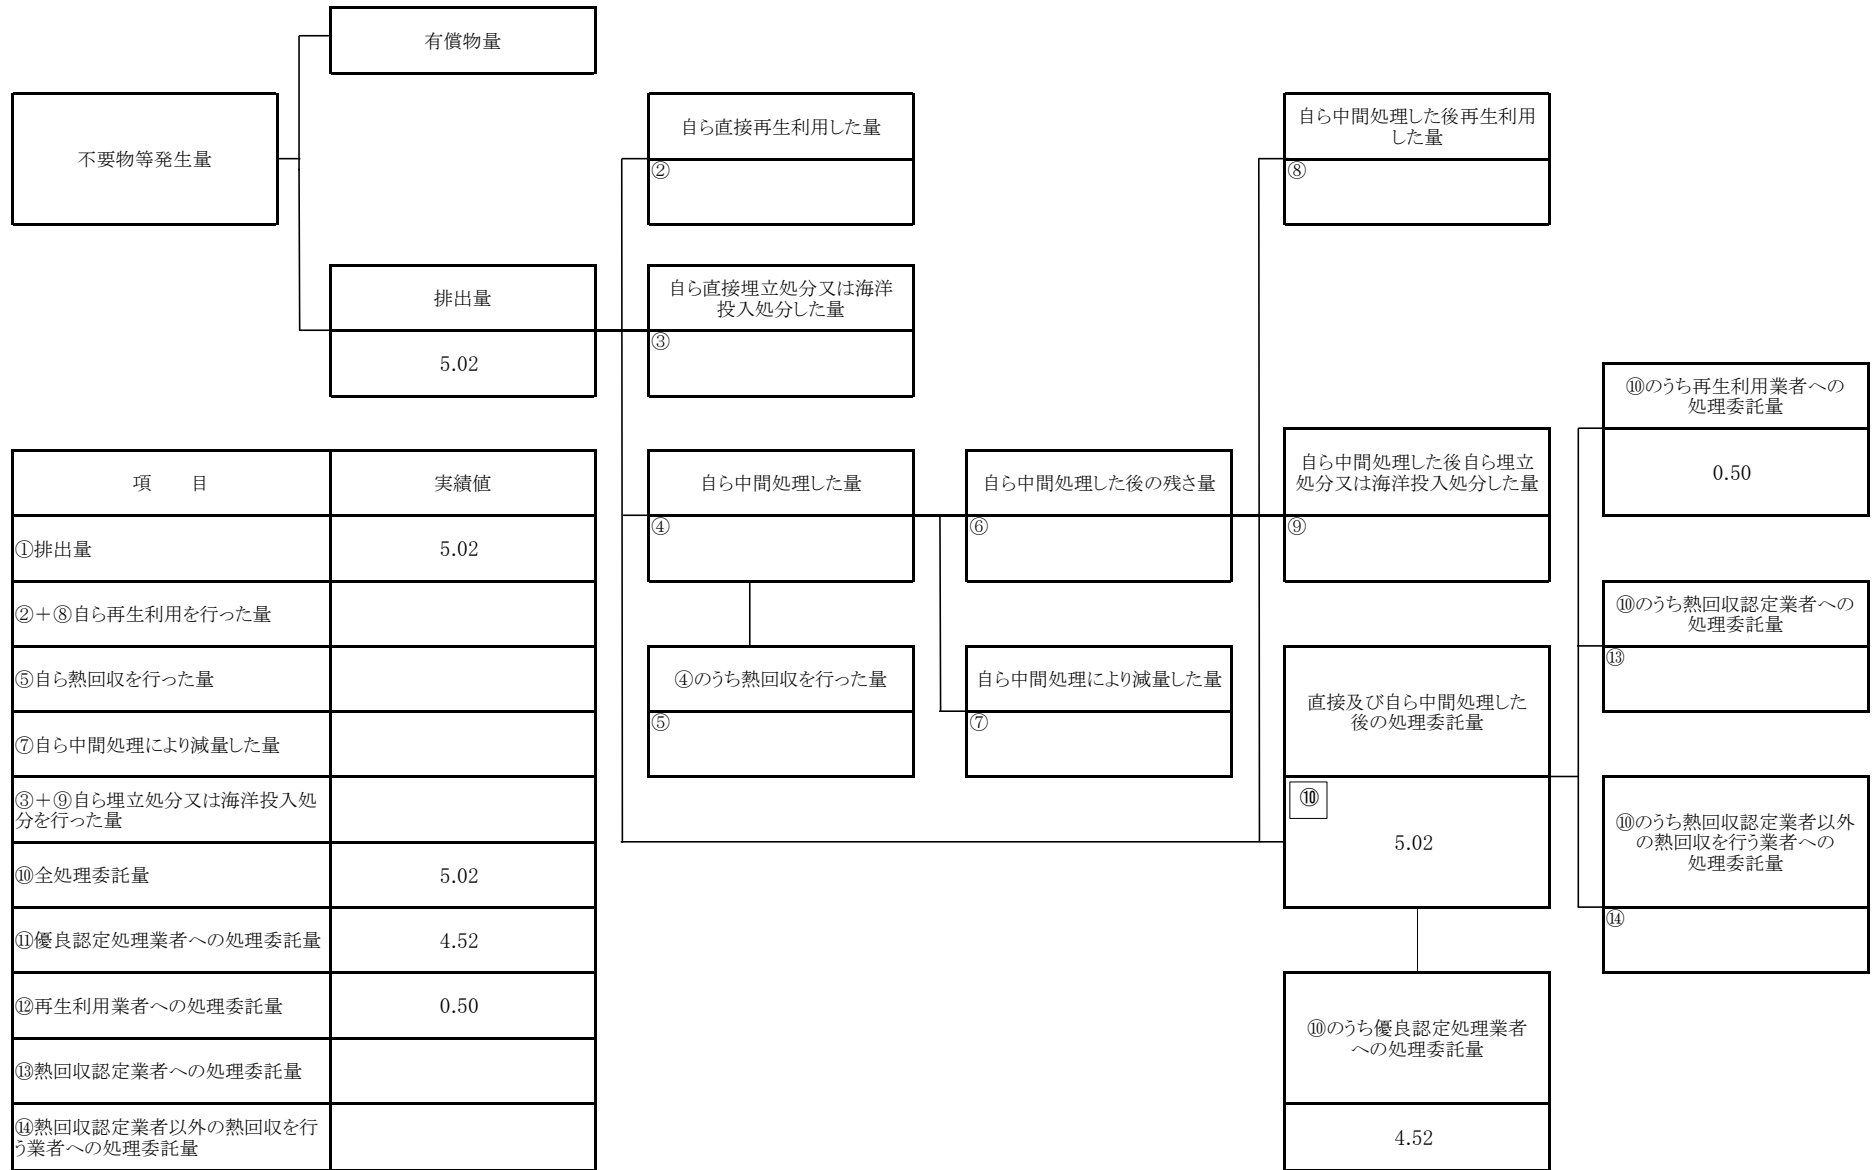 有償物量
不要物等発生量
自ら直接再生利用した量
②
自ら中間処理した後再生利用
した量
⑧
排出量
5.02
自ら直接埋立処分又は海洋
投入処分した量
③
⑩のうち再生利用業者への
処理委託量
0.50
項 目 実績値
①排出量 5.02
②+⑧自ら再生利用を行った量
⑤自ら熱回収を行った量
⑦自ら中間処理により減量した量
③+⑨自ら埋立処分又は海洋投入処
分を行った量
⑩全処理委託量 5.02
⑪優良認定処理業者への処理委託量 4.52
⑫再生利用業者への処理委託量 0.50
⑬熱回収認定業者への処理委託量
⑭熱回収認定業者以外の熱回収を行
う業者への処理委託量
自ら中間処理した量
④
自ら中間処理した後の残さ量
⑥
自ら中間処理した後自ら埋立
処分又は海洋投入処分した量
⑨
④のうち熱回収を行った量
⑤
自ら中間処理により減量した量
⑦
直接及び自ら中間処理した
後の処理委託量
⑩
5.02
⑩のうち熱回収認定業者への
処理委託量
⑬
⑩のうち熱回収認定業者以外
の熱回収を行う業者への
処理委託量
⑭
⑩のうち優良認定処理業者
への処理委託量
4.52